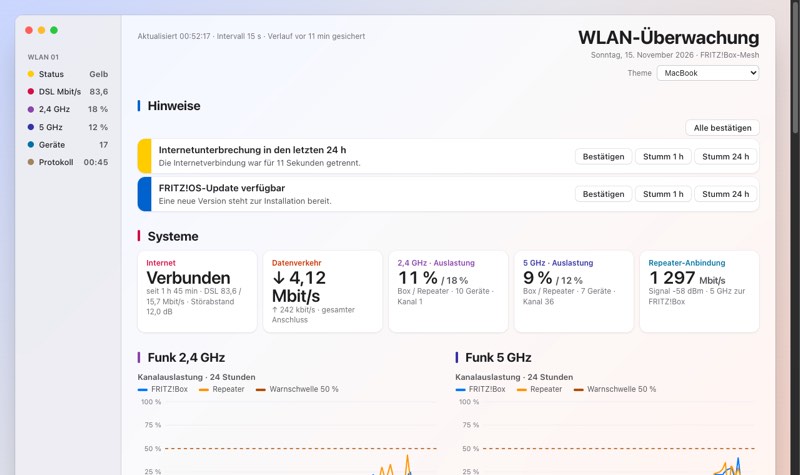 WLAN 01
Status Gelb
DSL Mbit/s 83,6
2,4 GHz 18 %
5 GHz 12 %
Geräte 17
Protokoll 00:45
Aktualisiert 00:52:17 · Intervall 15 s · Verlauf vor 11 min gesichert
WLAN-Überwachung
Sonntag, 15. November 2026 · FRITZ!Box-Mesh
Theme MacBook
Hinweise
Alle bestätigen
Internetunterbrechung in den letzten 24 h
Die Internetverbindung war für 11 Sekunden getrennt.
Bestätigen Stumm 1 h Stumm 24 h
FRITZ!OS-Update verfügbar
Eine neue Version steht zur Installation bereit.
Bestätigen Stumm 1 h Stumm 24 h
Systeme
Internet
Verbunden
seit 1 h 45 min · DSL 83,6 /
15,7 Mbit/s · Störabstand
12,0 dB
Datenverkehr
↓ 4,12
Mbit/s
↑ 242 kbit/s · gesamter
Anschluss
2,4 GHz · Auslastung
11 % / 18 %
Box / Repeater · 10 Geräte ·
Kanal 1
5 GHz · Auslastung
9 % / 12 %
Box / Repeater · 7 Geräte ·
Kanal 36
Repeater-Anbindung
1 297 Mbit/s
Signal -58 dBm · 5 GHz zur
FRITZ!Box
Funk 2,4 GHz
Kanalauslastung · 24 Stunden
FRITZ!Box Repeater Warnschwelle 50 %
100 %
75 %
50 %
25 %
Funk 5 GHz
Kanalauslastung · 24 Stunden
FRITZ!Box Repeater Warnschwelle 50 %
100 %
75 %
50 %
25 %